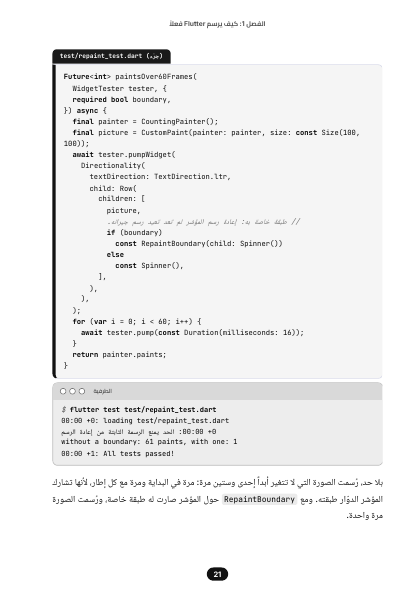 الفصل 1: كيف يرسم Flutter فعلاً
test/repaint_test.dart (جزء)
Future<int> paintsOver60Frames(
  WidgetTester tester, {
  required bool boundary,
}) async {
  final painter = CountingPainter();
  final picture = CustomPaint(painter: painter, size: const Size(100,
100));
  await tester.pumpWidget(
    Directionality(
      textDirection: TextDirection.ltr,
      child: Row(
        children: [
          picture,
          // طبقة خاصة به: إعادة رسم المؤشر لم تعد تعيد رسم جيرانه.
          if (boundary)
            const RepaintBoundary(child: Spinner())
          else
            const Spinner(),
        ],
      ),
    ),
  );
  for (var i = 0; i < 60; i++) {
    await tester.pump(const Duration(milliseconds: 16));
  }
  return painter.paints;
}
الطرفية
$ flutter test test/repaint_test.dart
00:00 +0: loading test/repaint_test.dart
00:00 +0: الحد يمنع الرسمة الثابتة من إعادة الرسم
without a boundary: 61 paints, with one: 1
00:00 +1: All tests passed!
بلا حد، رُسمت الصورة التي لا تتغير أبداً إحدى وستين مرة: مرة في البداية ومرة مع كل إطار، لأنها تشارك
المؤشر الدوّار طبقته. ومع RepaintBoundary حول المؤشر صارت له طبقة خاصة، ورُسمت الصورة
مرة واحدة.
21